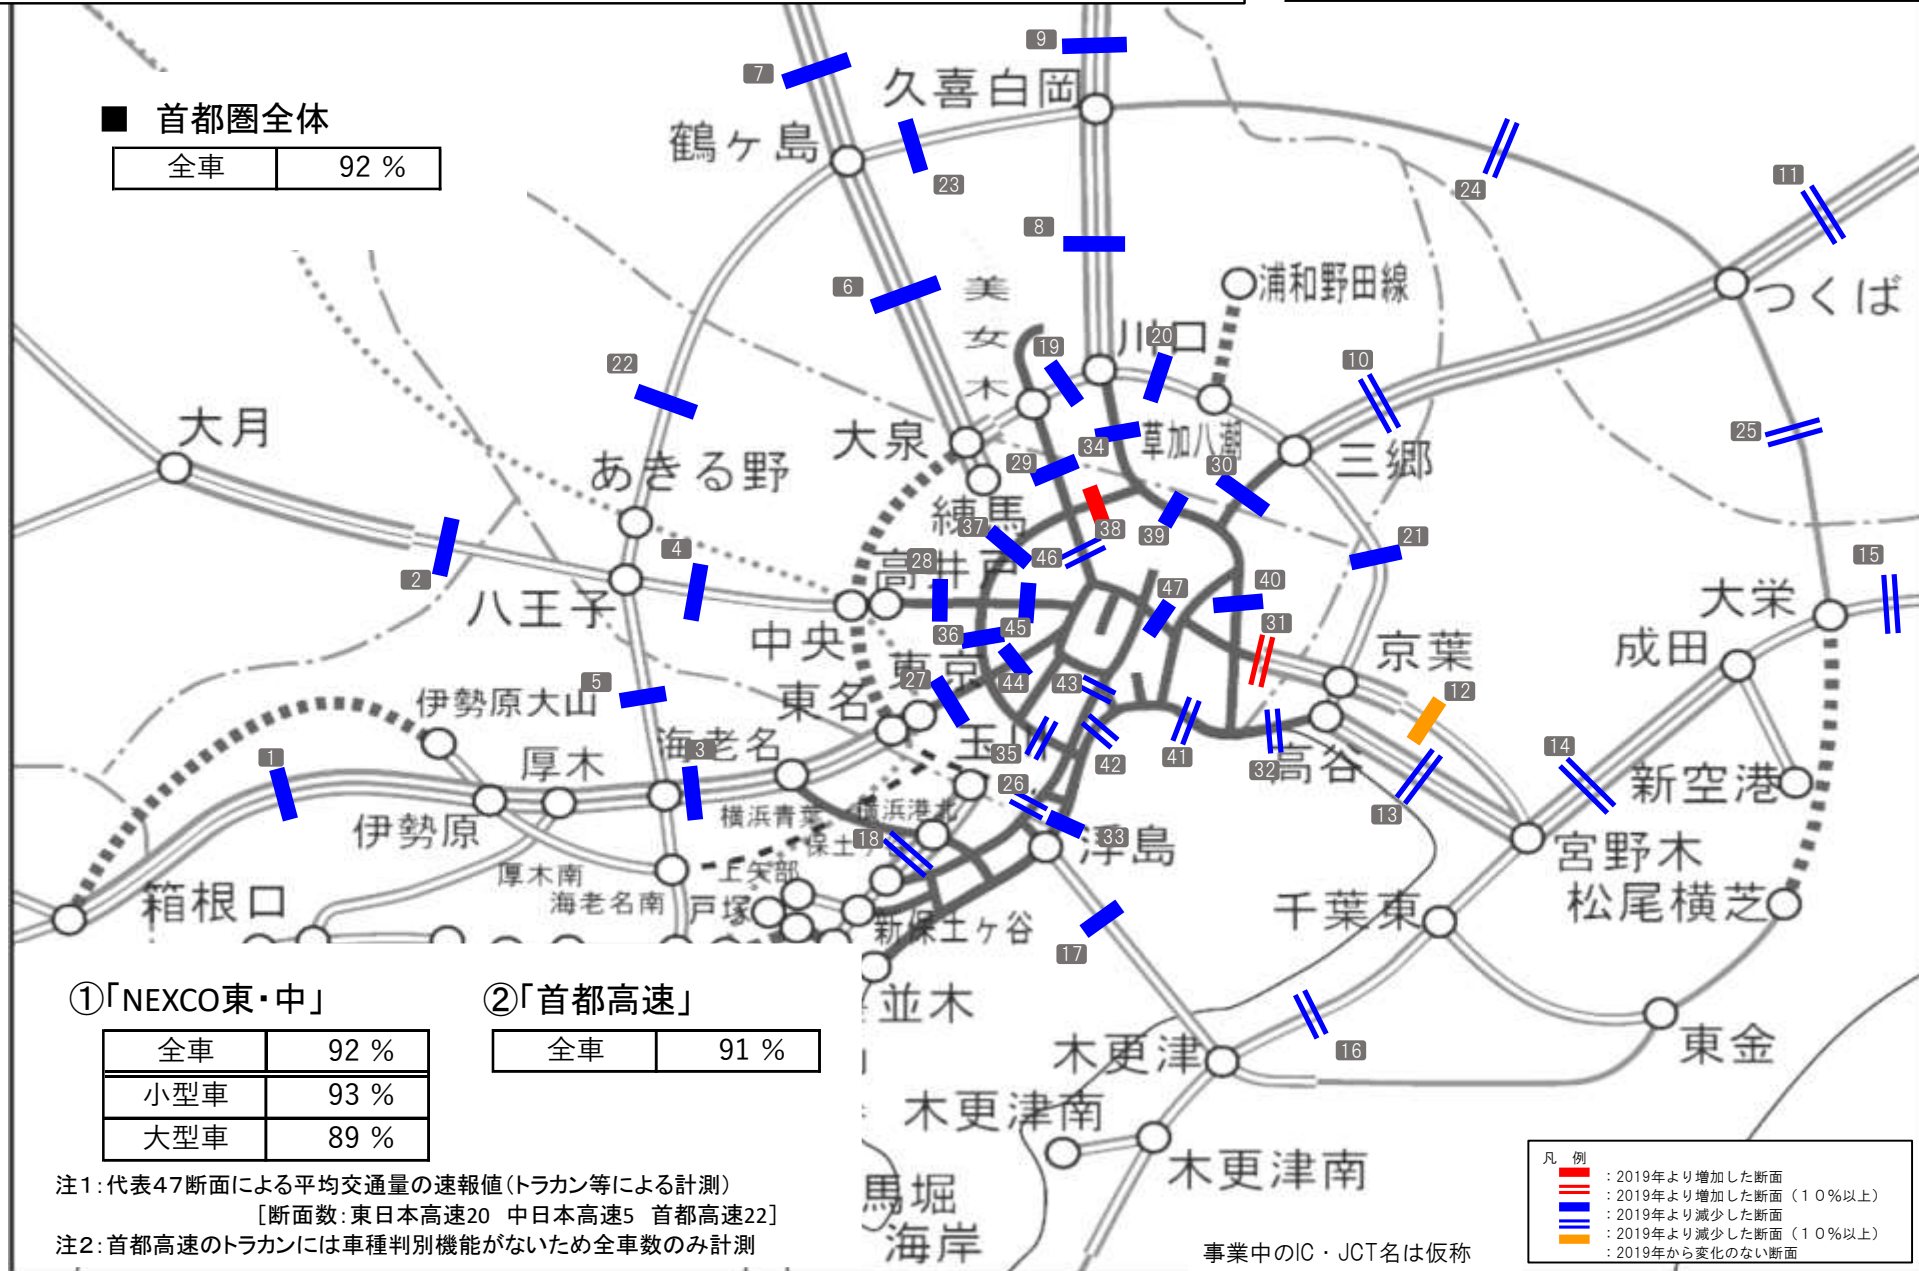 ■ 首都圏全体
全車 92 %
7
9
久喜白岡
鶴ヶ島
23
24
11
8
6
美女木
浦和野田線
つくば
川口
19
20
22
10
大月
大泉
34
草加八潮
25
あきる野
29
30
三郷
練馬
37
38
39
21
2
4
28
高井戸
46
47
40
15
八王子
大栄
中央
36
45
31
京葉
成田
東京
5
27
44
43
12
伊勢原大山
東名
1
厚木
海老名
3
玉川
35
42
41
32
高谷
14
新空港
26
13
横浜青葉
横浜港北
伊勢原
18
保土ヶ谷
33
浮島
宮野木
厚木南
上矢部
箱根口
海老名南
戸塚
千葉東
松尾横芝
新保土ヶ谷
17
①「NEXCO東・中」
②「首都高速」
並木
全車 92 %
全車 91 %
16
木更津
東金
小型車 93 %
大型車 89 %
木更津南
木更津南
注1:代表47断面による平均交通量の速報値(トラカン等による計測)
[断面数:東日本高速20 中日本高速5 首都高速22]
注2:首都高速のトラカンには車種判別機能がないため全車数のみ計測
馬堀
海岸
事業中のIC・JCT名は仮称
凡 例
:2019年より増加した断面
:2019年より増加した断面(10%以上)
:2019年より減少した断面
:2019年より減少した断面(10%以上)
:2019年から変化のない断面